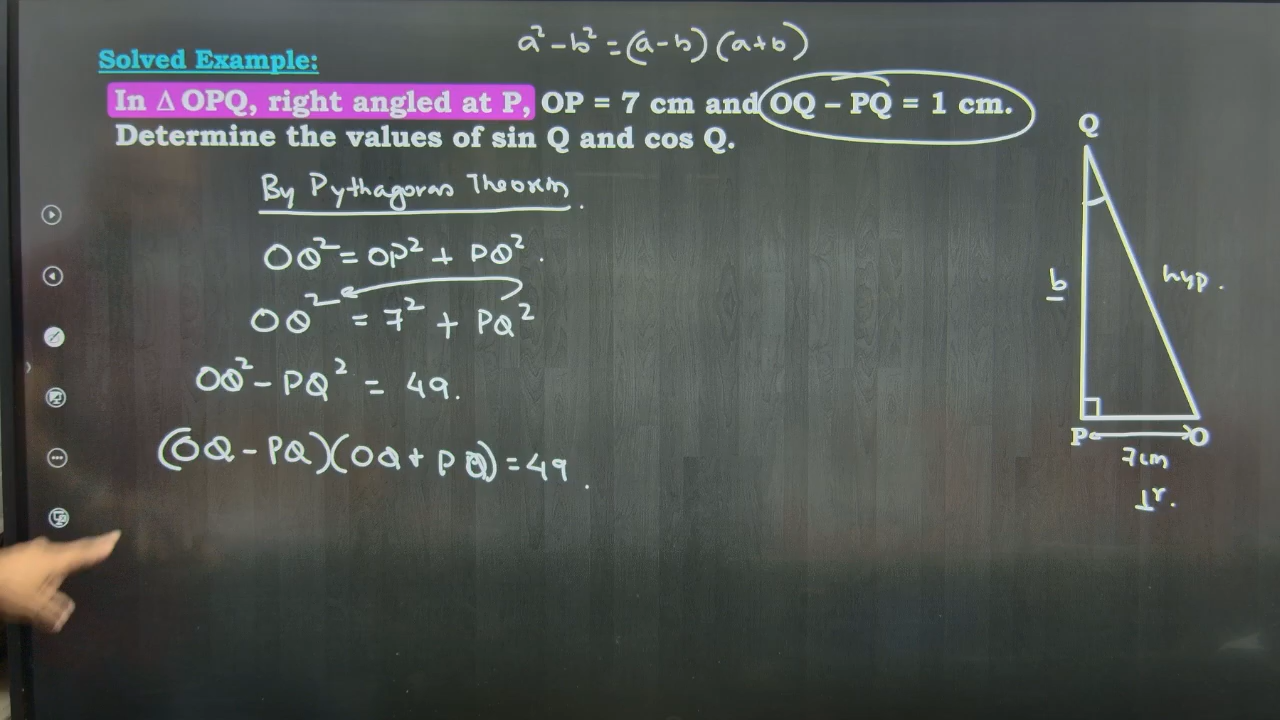 a² – b² = (a – b) (a + b)
Solved Example:
In Δ OPQ, right angled at P, OP = 7 cm and OQ – PQ = 1 cm.
Determine the values of sin Q and cos Q.
By Pythagoras Theorem.
OQ² = OP² + PQ².
OQ² = 7² + PQ²
OQ² – PQ² = 49.
(OQ – PQ)(OQ + PQ) = 49.
Q
b
hyp.
P
O
7cm
⊥r.